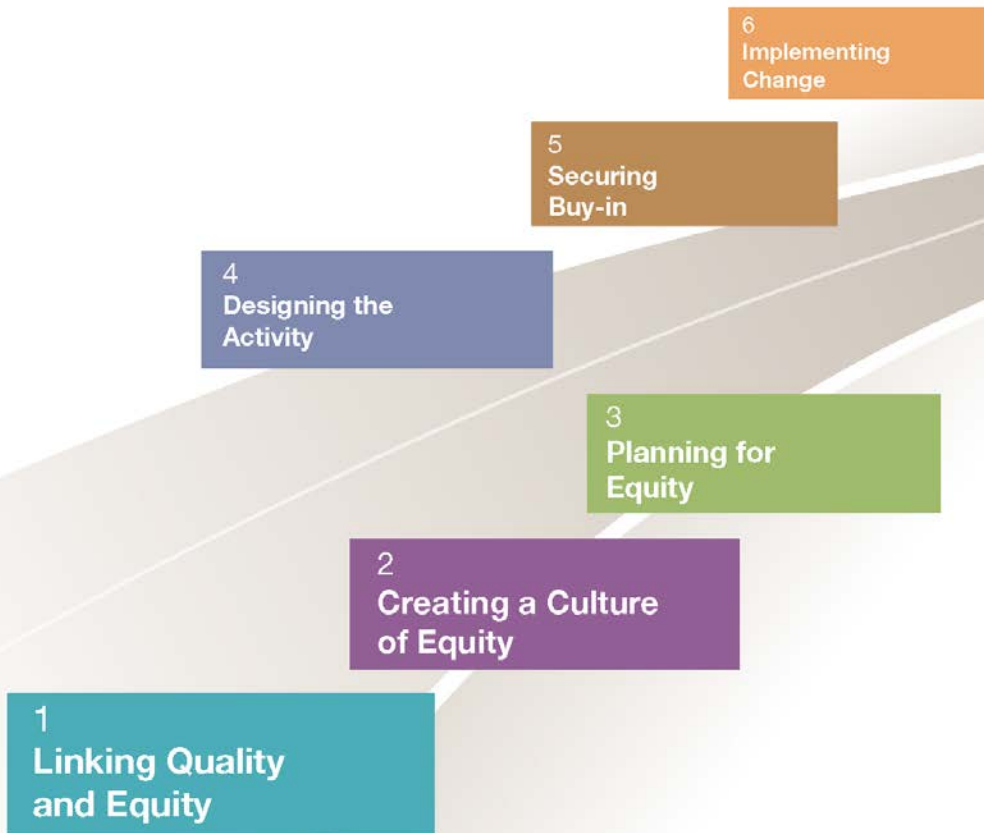 6
Implementing
Change
5
Securing
Buy-in
4
Designing the
Activity
3
Planning for
Equity
2
Creating a Culture
of Equity
1
Linking Quality
and Equity